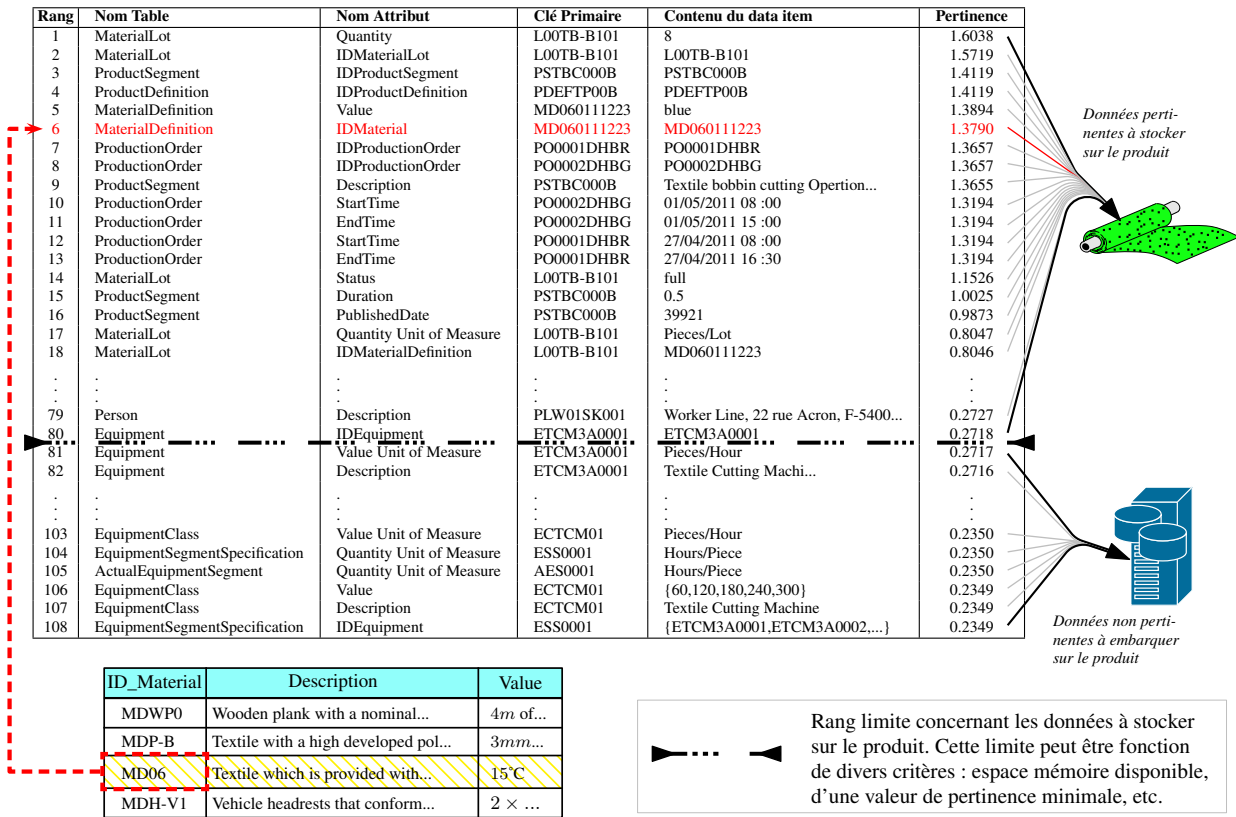 Rang Nom Table Nom Attribut Clé Primaire Contenu du data item Pertinence
1 MaterialLot Quantity L00TB-B101 8 1.6038
2 MaterialLot IDMaterialLot L00TB-B101 L00TB-B101 1.5719
3 ProductSegment IDProductSegment PSTBC000B PSTBC000B 1.4119
4 ProductDefinition IDProductDefinition PDEFTP00B PDEFTP00B 1.4119
5 MaterialDefinition Value MD060111223 blue 1.3894
6 MaterialDefinition IDMaterial MD060111223 MD060111223 1.3790
7 ProductionOrder IDProductionOrder PO0001DHBR PO0001DHBR 1.3657
8 ProductionOrder IDProductionOrder PO0002DHBG PO0002DHBG 1.3657
9 ProductSegment Description PSTBC000B Textile bobbin cutting Opertion... 1.3655
10 ProductionOrder StartTime PO0002DHBG 01/05/2011 08 :00 1.3194
11 ProductionOrder EndTime PO0002DHBG 01/05/2011 15 :00 1.3194
12 ProductionOrder StartTime PO0001DHBR 27/04/2011 08 :00 1.3194
13 ProductionOrder EndTime PO0001DHBR 27/04/2011 16 :30 1.3194
14 MaterialLot Status L00TB-B101 full 1.1526
15 ProductSegment Duration PSTBC000B 0.5 1.0025
16 ProductSegment PublishedDate PSTBC000B 39921 0.9873
17 MaterialLot Quantity Unit of Measure L00TB-B101 Pieces/Lot 0.8047
18 MaterialLot IDMaterialDefinition L00TB-B101 MD060111223 0.8046
. . . . . .
. . . . . .
. . . . . .
79 Person Description PLW01SK001 Worker Line, 22 rue Acron, F-5400... 0.2727
80 Equipment IDEquipment ETCM3A0001 ETCM3A0001 0.2718
81 Equipment Value Unit of Measure ETCM3A0001 Pieces/Hour 0.2717
82 Equipment Description ETCM3A0001 Textile Cutting Machi... 0.2716
. . . . . .
. . . . . .
. . . . . .
103 EquipmentClass Value Unit of Measure ECTCM01 Pieces/Hour 0.2350
104 EquipmentSegmentSpecification Quantity Unit of Measure ESS0001 Hours/Piece 0.2350
105 ActualEquipmentSegment Quantity Unit of Measure AES0001 Hours/Piece 0.2350
106 EquipmentClass Value ECTCM01 {60,120,180,240,300} 0.2349
107 EquipmentClass Description ECTCM01 Textile Cutting Machine 0.2349
108 EquipmentSegmentSpecification IDEquipment ESS0001 {ETCM3A0001,ETCM3A0002,...} 0.2349
Données perti-
nentes à stocker
sur le produit
Données non perti-
nentes à embarquer
sur le produit
ID_Material Description Value
MDWP0 Wooden plank with a nominal... 4m of...
MDP-B Textile with a high developed pol... 3mm...
MD06 Textile which is provided with... 15°C
MDH-V1 Vehicle headrests that conform... 2 × ...
Rang limite concernant les données à stocker
sur le produit. Cette limite peut être fonction
de divers critères : espace mémoire disponible,
d'une valeur de pertinence minimale, etc.